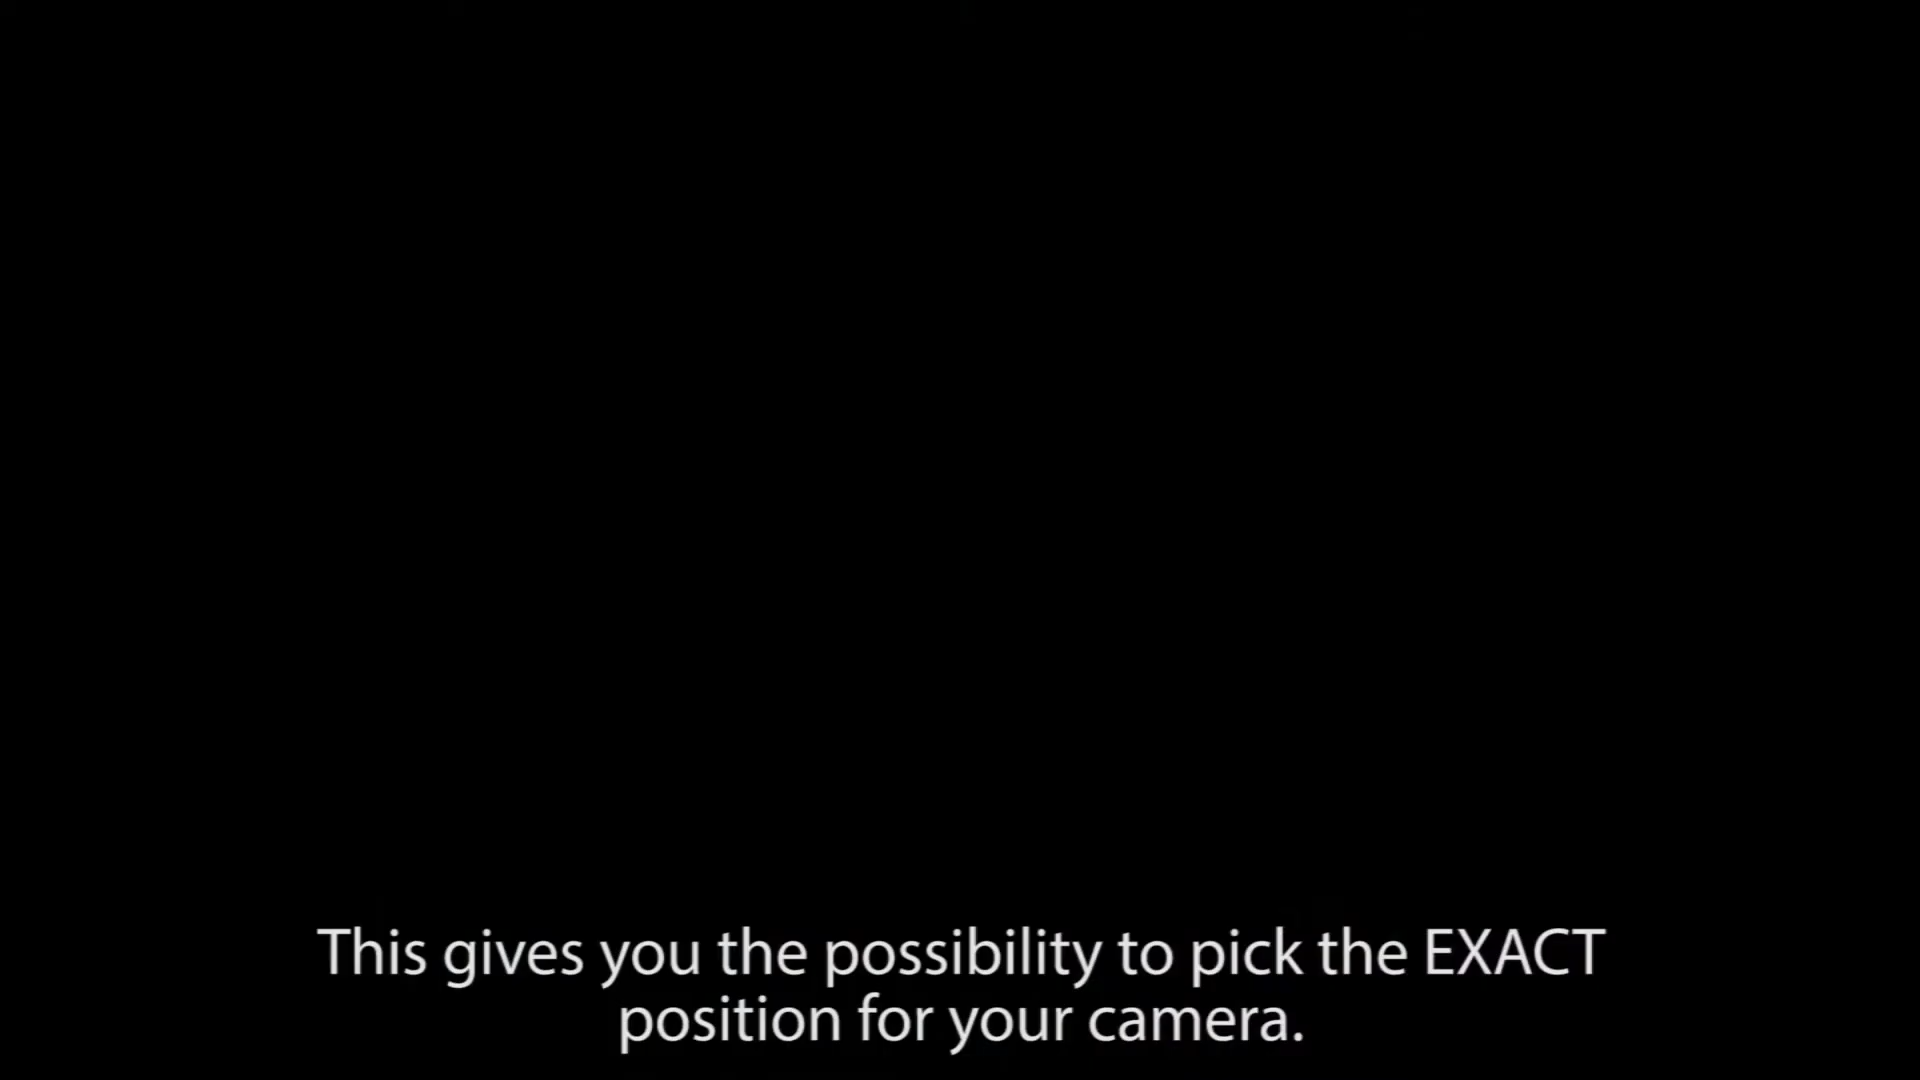 This gives you the possibility to pick the EXACT
position for your camera.